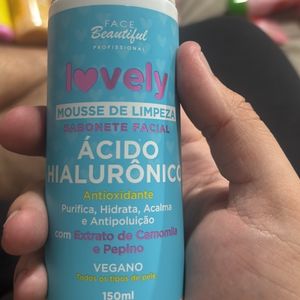 FACE
Beautiful
PROFISSIONAL
lovely
MOUSSE DE LIMPEZA
SABONETE FACIAL
ÁCIDO
HIALURÔNICO
Antioxidante
Purifica, Hidrata, Acalma
e Antipoluição
com Extrato de Camomila
e Pepino
VEGANO
Todos os tipos de pele
150ml